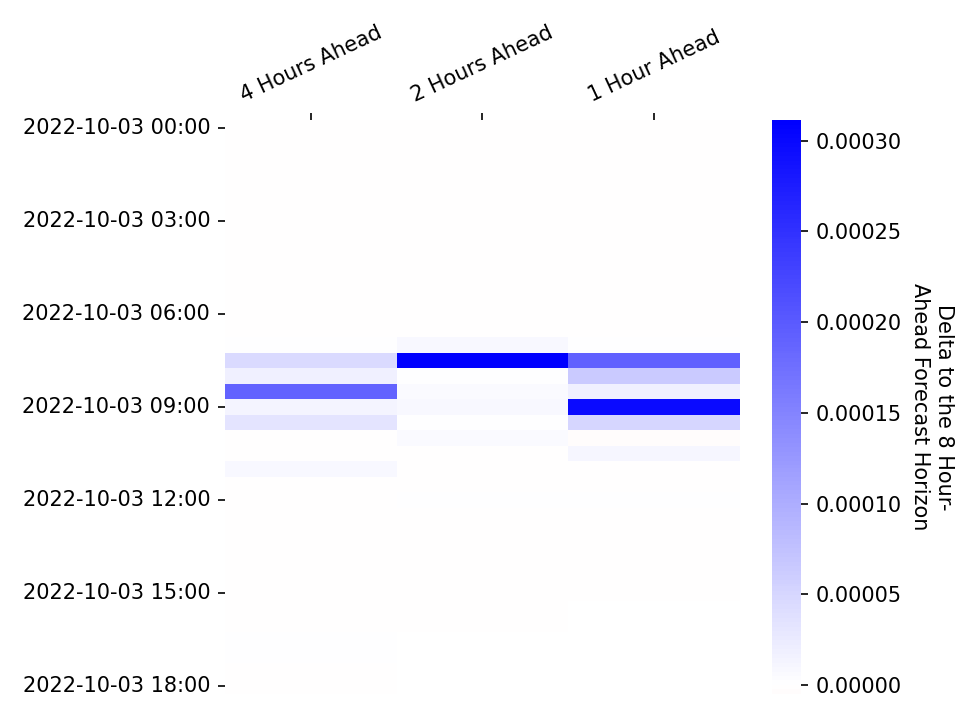 4 Hours Ahead
2 Hours Ahead
1 Hour Ahead
2022-10-03 00:00
2022-10-03 03:00
2022-10-03 06:00
2022-10-03 09:00
2022-10-03 12:00
2022-10-03 15:00
2022-10-03 18:00
0.00030
0.00025
0.00020
0.00015
0.00010
0.00005
0.00000
Delta to the 8 Hour-
Ahead Forecast Horizon